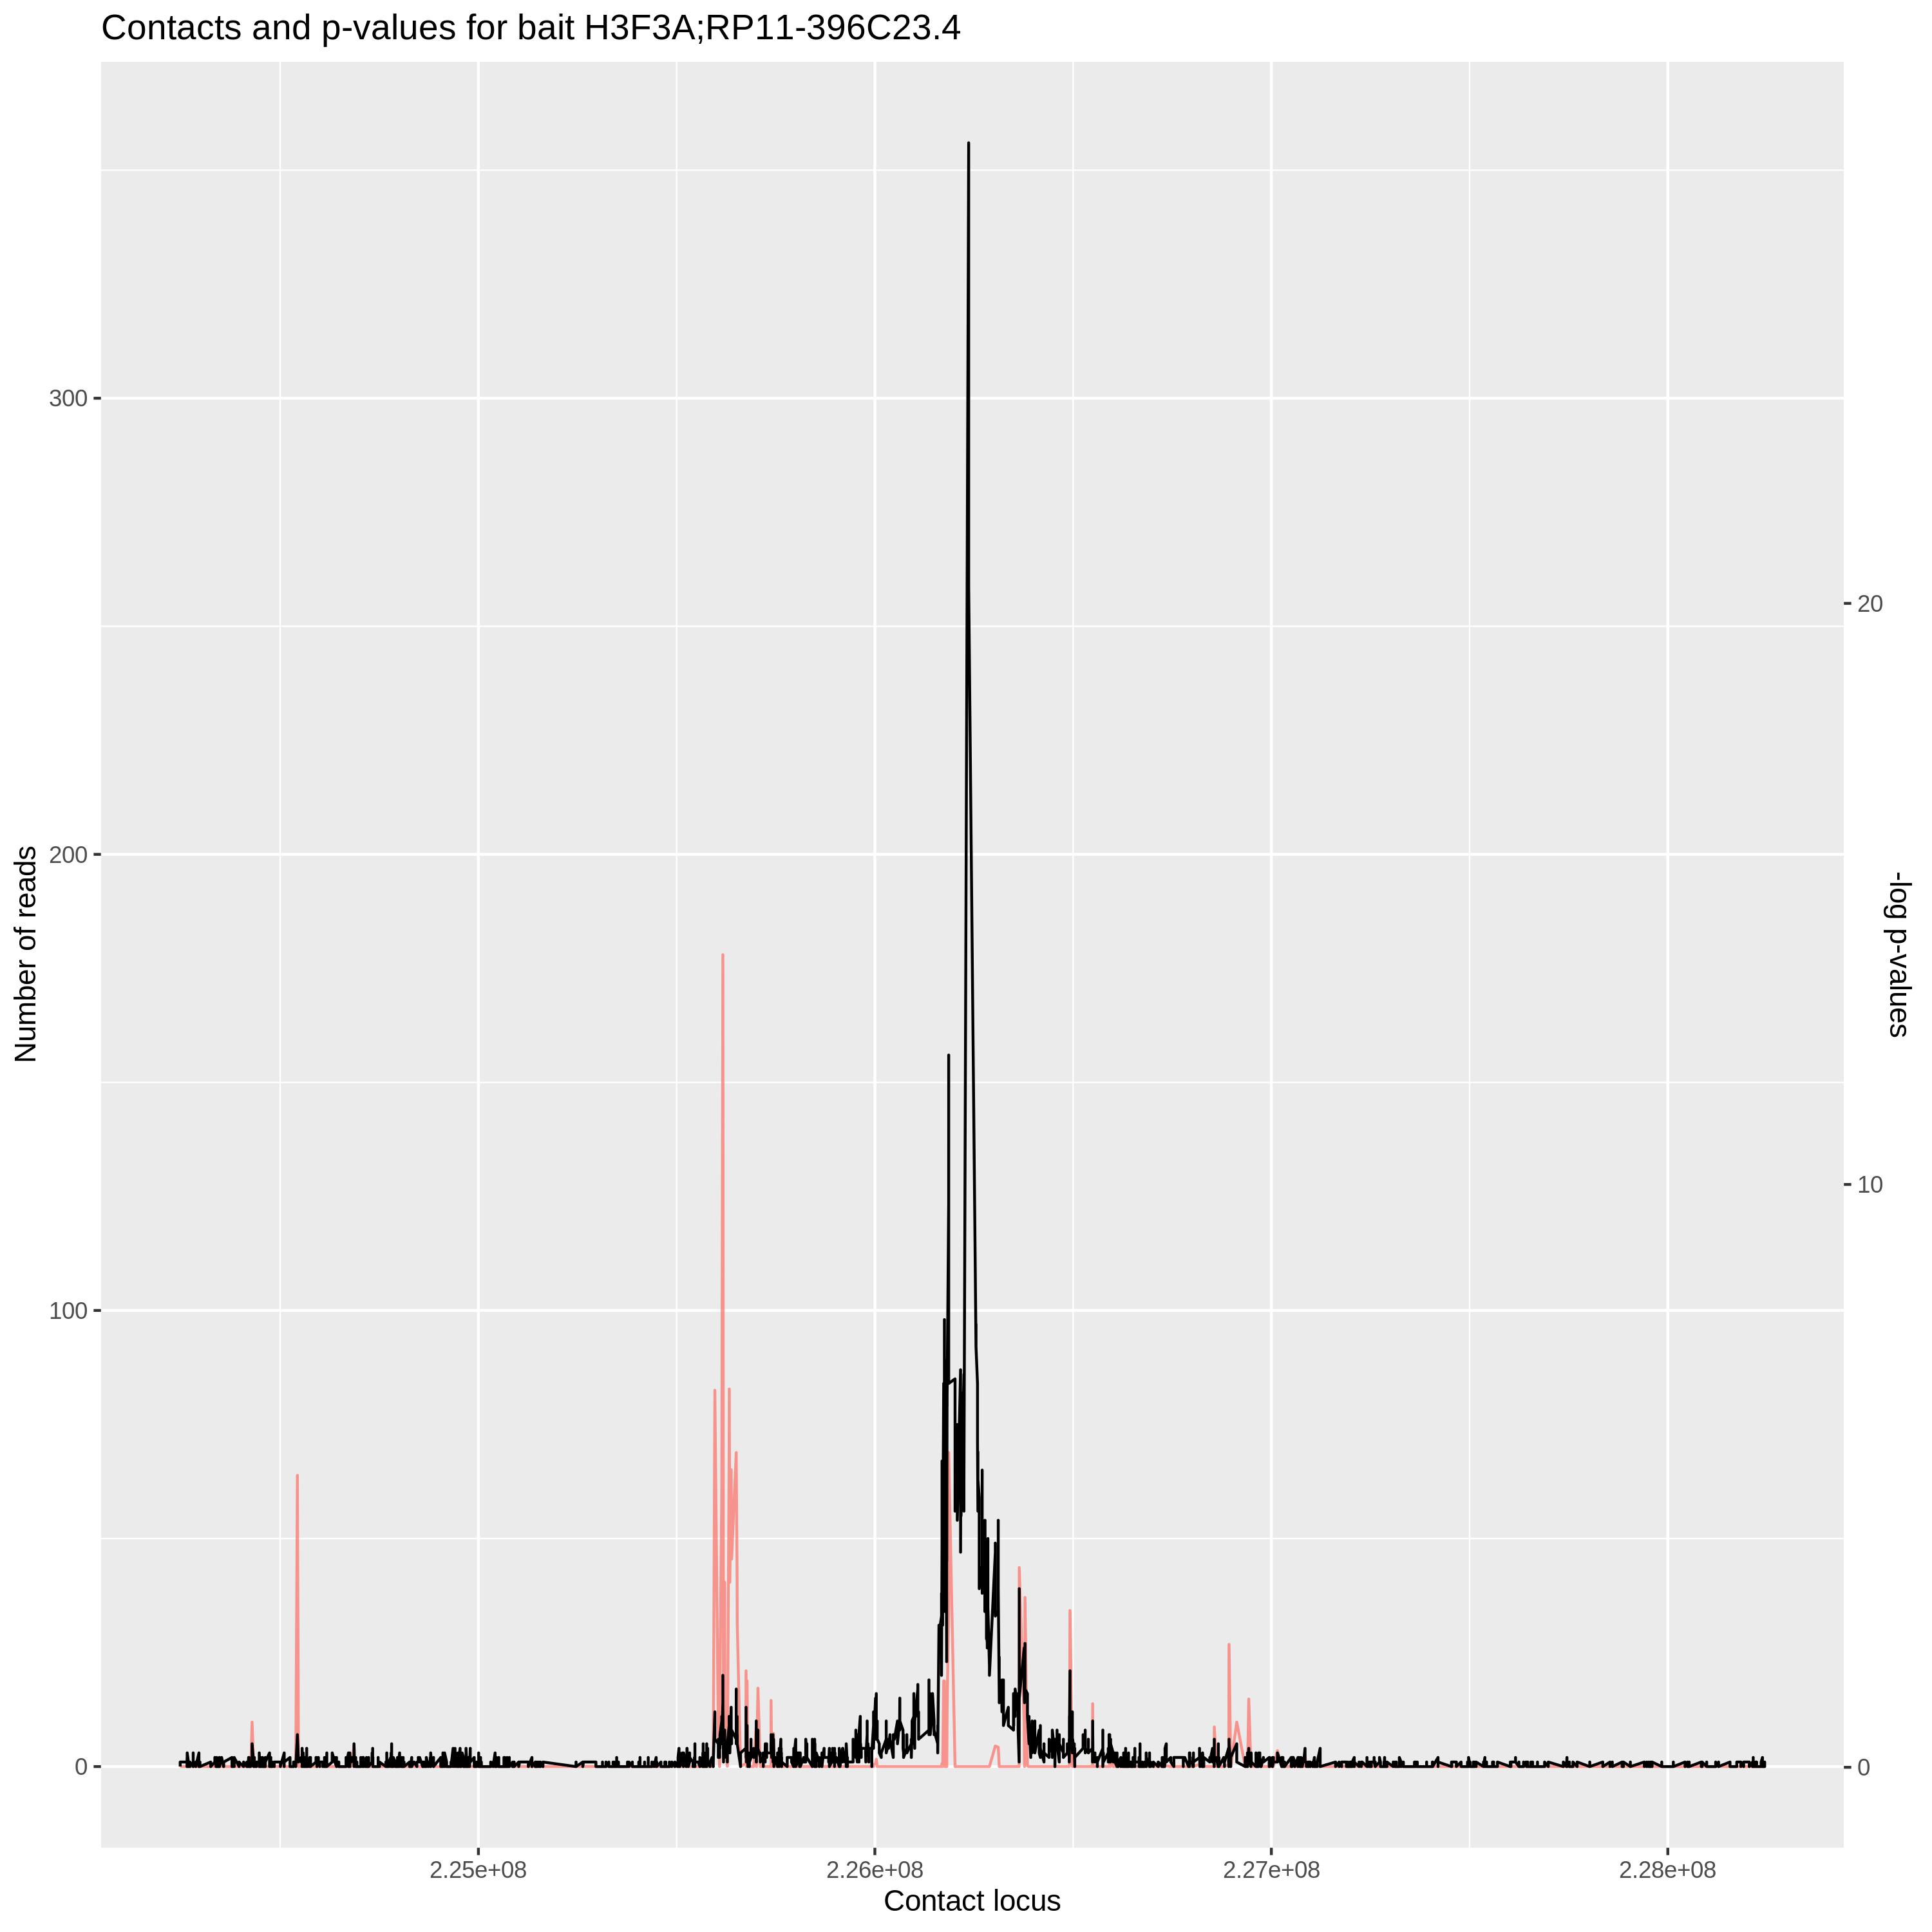 Contacts and p-values for bait H3F3A;RP11-396C23.4
300
200
100
0
Number of reads
20
10
0
-log p-values
2.25e+08 2.26e+08 2.27e+08 2.28e+08
Contact locus